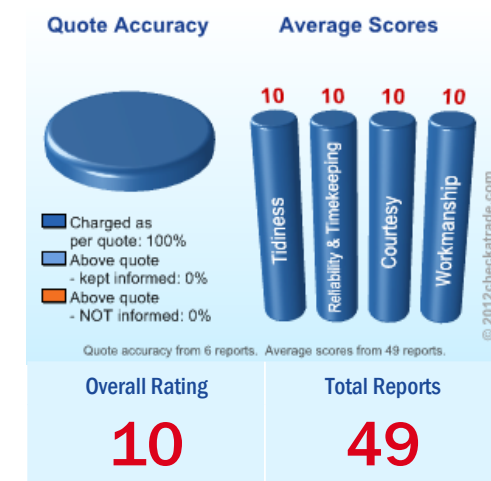 Quote Accuracy
Average Scores
10 10 10 10
Tidiness
Reliability & Timekeeping
Courtesy
Workmanship
Charged as
per quote: 100%
Above quote
- kept informed: 0%
Above quote
- NOT informed: 0%
© 2012checkatrade.com
Quote accuracy from 6 reports. Average scores from 49 reports.
Overall Rating
Total Reports
10
49